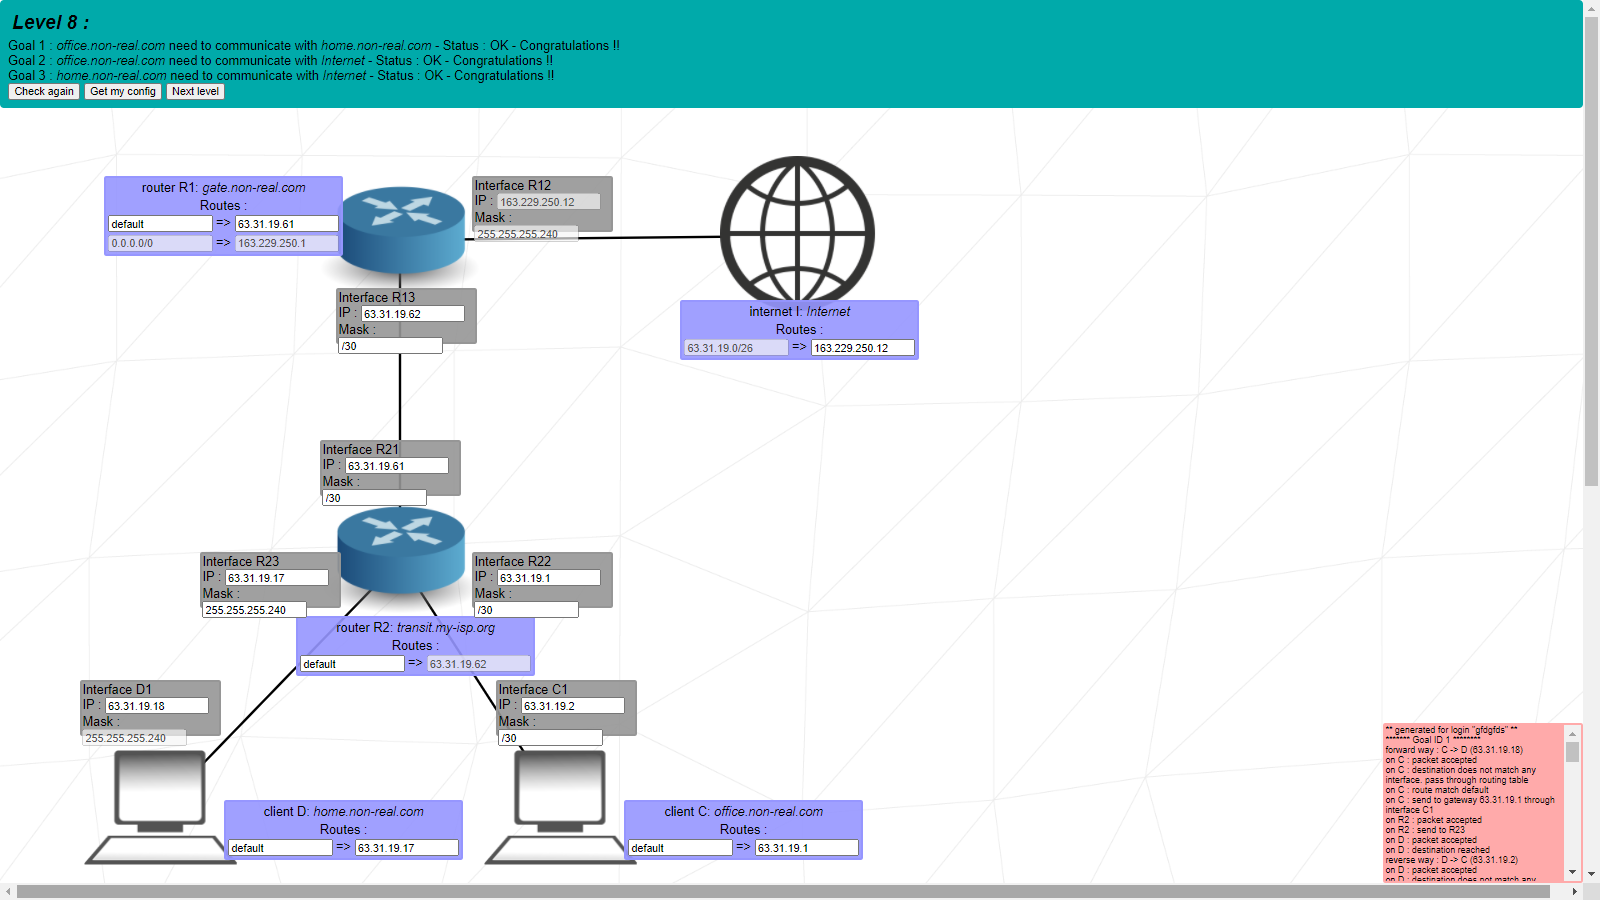 Level 8 :
Goal 1 : office.non-real.com need to communicate with home.non-real.com - Status : OK - Congratulations !!
Goal 2 : office.non-real.com need to communicate with Internet - Status : OK - Congratulations !!
Goal 3 : home.non-real.com need to communicate with Internet - Status : OK - Congratulations !!
Check again Get my config Next level
router R1: gate.non-real.com
Routes :
default => 63.31.19.61
0.0.0.0/0 => 163.229.250.1
Interface R12
IP : 163.229.250.12
Mask :
255.255.255.240
Interface R13
IP : 63.31.19.62
Mask :
/30
internet I: Internet
Routes :
63.31.19.0/26 => 163.229.250.12
Interface R21
IP : 63.31.19.61
Mask :
/30
Interface R23
IP : 63.31.19.17
Mask :
255.255.255.240
Interface R22
IP : 63.31.19.1
Mask :
/30
router R2: transit.my-isp.org
Routes :
default => 63.31.19.62
Interface D1
IP : 63.31.19.18
Mask :
255.255.255.240
Interface C1
IP : 63.31.19.2
Mask :
/30
client D: home.non-real.com
Routes :
default => 63.31.19.17
client C: office.non-real.com
Routes :
default => 63.31.19.1
** generated for login "gfdgfds" **
******* Goal ID 1 ********
forward way : C -> D (63.31.19.18)
on C : packet accepted
on C : destination does not match any
interface. pass through routing table
on C : route match default
on C : send to gateway 63.31.19.1 through
interface C1
on R2 : packet accepted
on R2 : send to R23
on D : packet accepted
on D : destination reached
reverse way : D -> C (63.31.19.2)
on D : packet accepted
on D : destination does not match any